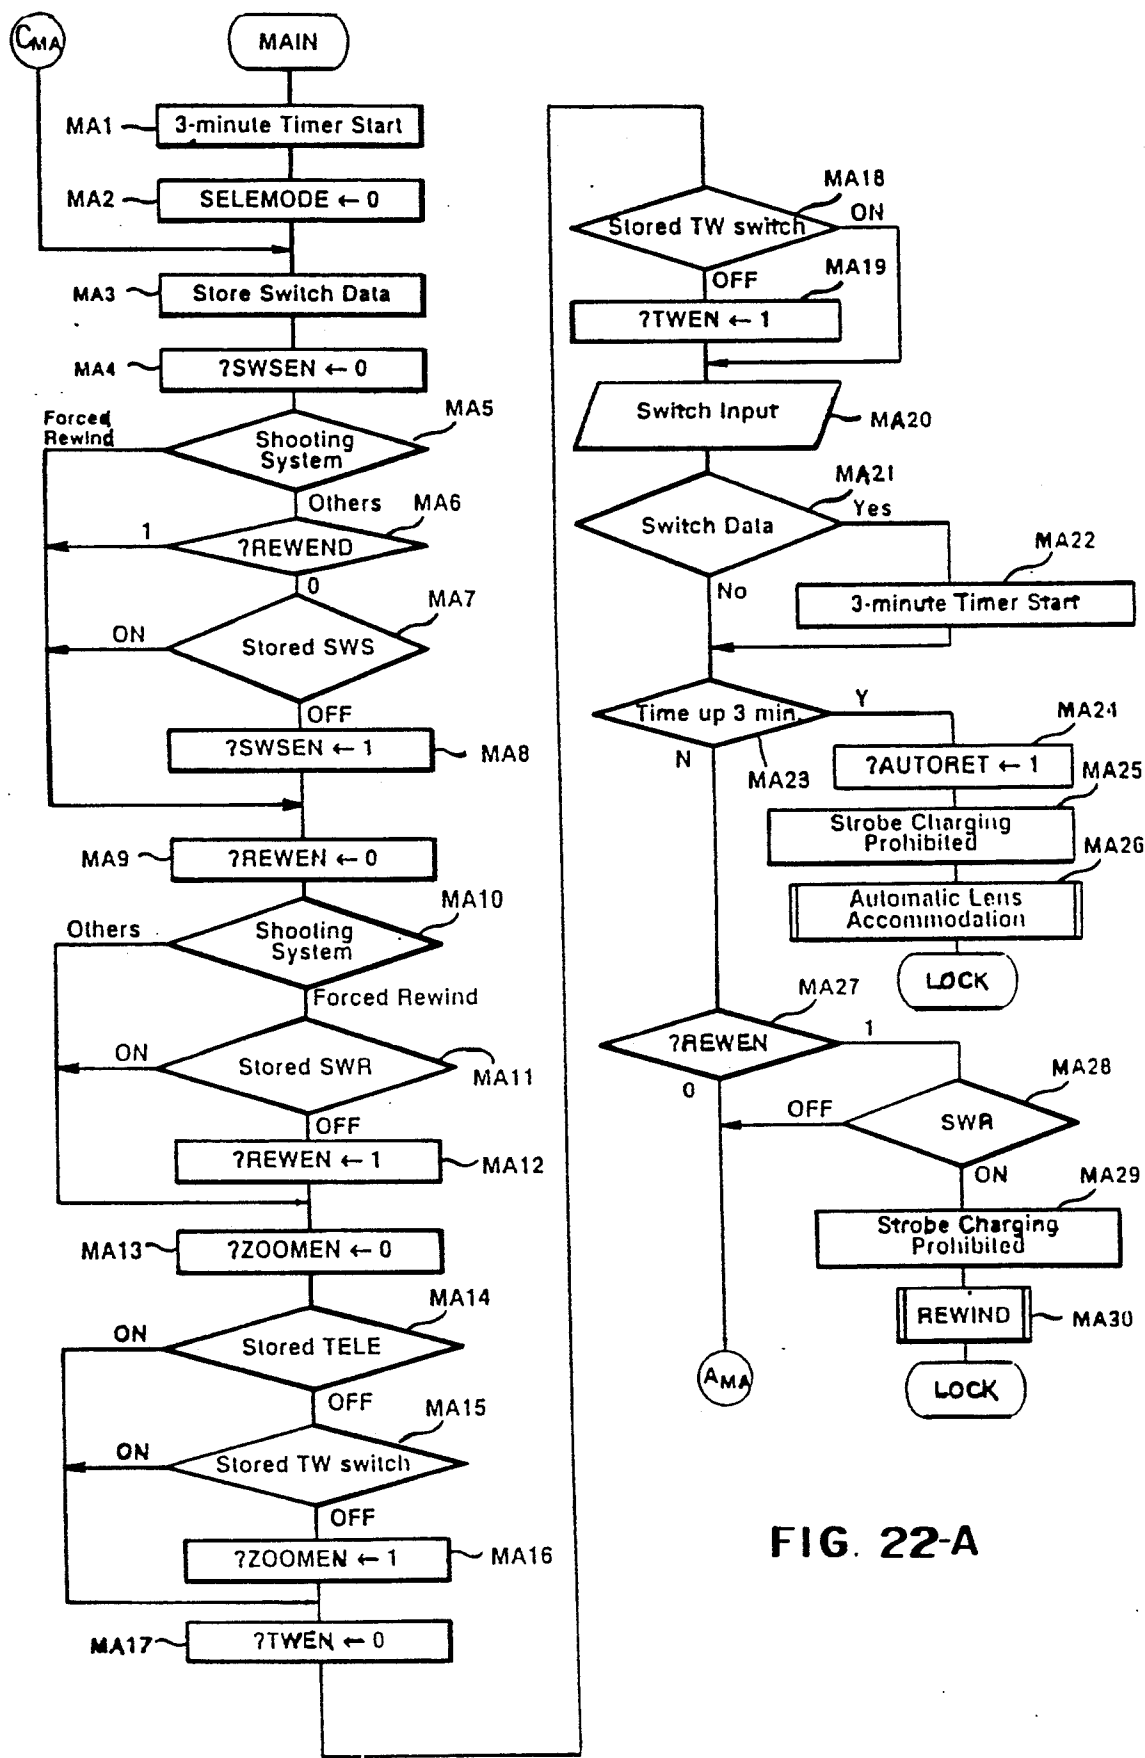 CMA
MAIN
MA1
3-minute Timer Start
MA2
SELEMODE ← 0
MA3
Store Switch Data
MA4
?SWSEN ← 0
MA5
Forced
Rewind
Shooting
System
Others
MA6
1
?REWEND
0
MA7
ON
Stored SWS
OFF
?SWSEN ← 1
MA8
MA9
?REWEN ← 0
MA10
Others
Shooting
System
Forced Rewind
ON
Stored SWR
MA11
OFF
?REWEN ← 1
MA12
MA13
?ZOOMEN ← 0
MA14
ON
Stored TELE
OFF
MA15
ON
Stored TW switch
OFF
?ZOOMEN ← 1
MA16
MA17
?TWEN ← 0
MA18
Stored TW switch
ON
OFF
MA19
?TWEN ← 1
Switch Input
MA20
MA21
Switch Data
Yes
No
MA22
3-minute Timer Start
Time up 3 min.
Y
N
MA23
MA24
?AUTORET ← 1
MA25
Strobe Charging
Prohibited
MA26
Automatic Lens
Accommodation
LOCK
MA27
?REWEN
1
0
MA28
OFF
SWR
ON
MA29
Strobe Charging
Prohibited
REWIND
MA30
AMA
LOCK
FIG. 22-A